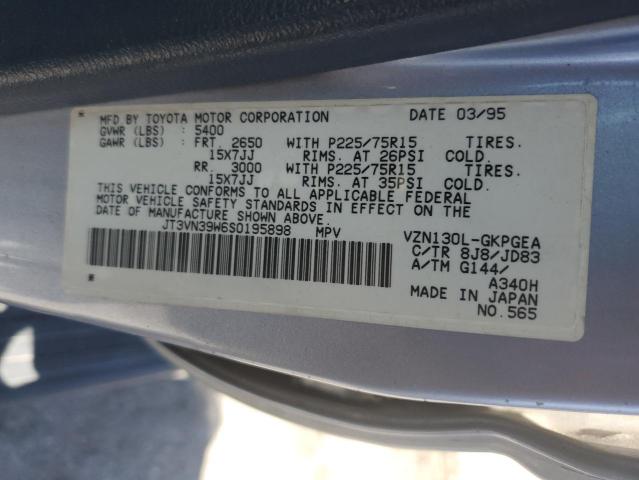 MFD BY TOYOTA MOTOR CORPORATION DATE 03/95
GVWR (LBS) : 5400
GAWR (LBS) : FRT. 2650 WITH P225/75R15 TIRES.
15X7JJ RIMS. AT 26PSI COLD.
RR. 3000 WITH P225/75R15 TIRES.
15X7JJ RIMS. AT 35PSI COLD.
THIS VEHICLE CONFORMS TO ALL APPLICABLE FEDERAL
MOTOR VEHICLE SAFETY STANDARDS IN EFFECT ON THE
DATE OF MANUFACTURE SHOWN ABOVE.
JT3VN39W6S0195898 MPV VZN130L-GKPGEA
C/TR 8J8/JD83
A/TM G144/
A340H
MADE IN JAPAN
NO.565